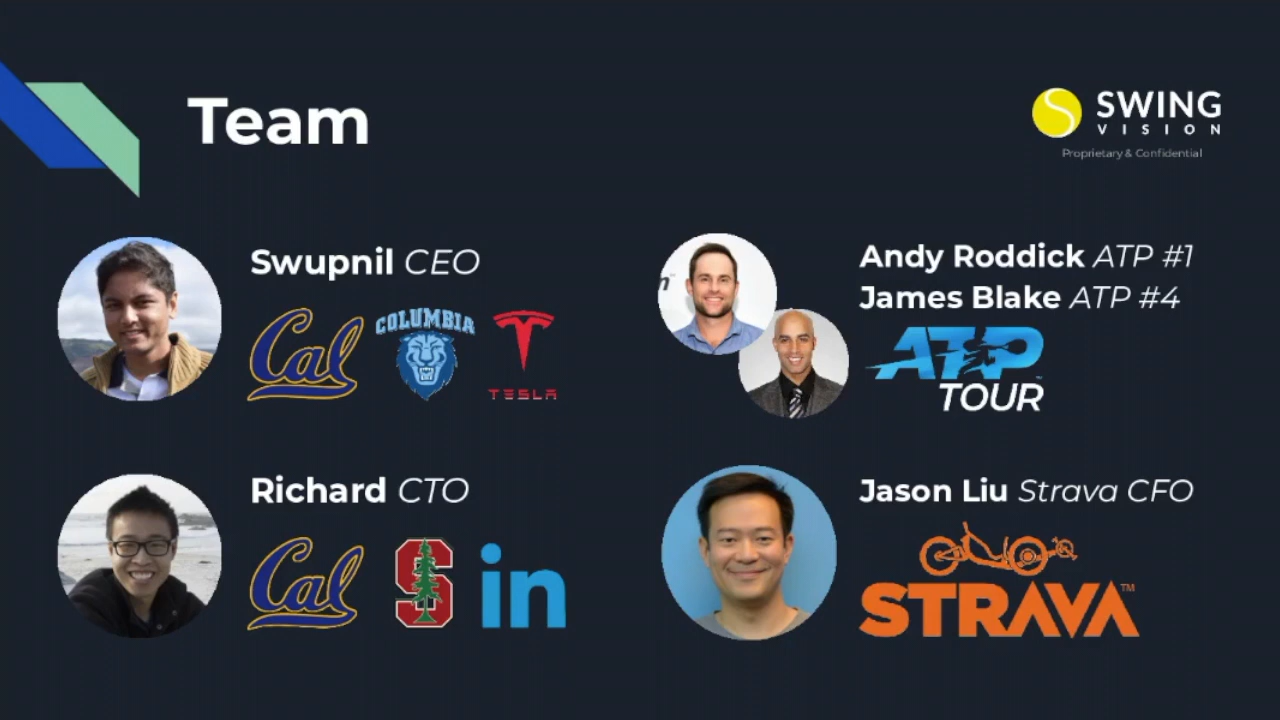 Team
SWING
VISION
Proprietary & Confidential
Swupnil CEO
Cal
COLUMBIA
TESLA
Andy Roddick ATP #1
James Blake ATP #4
ATP
TOUR
Richard CTO
Cal
S
in
Jason Liu Strava CFO
STRAVA™